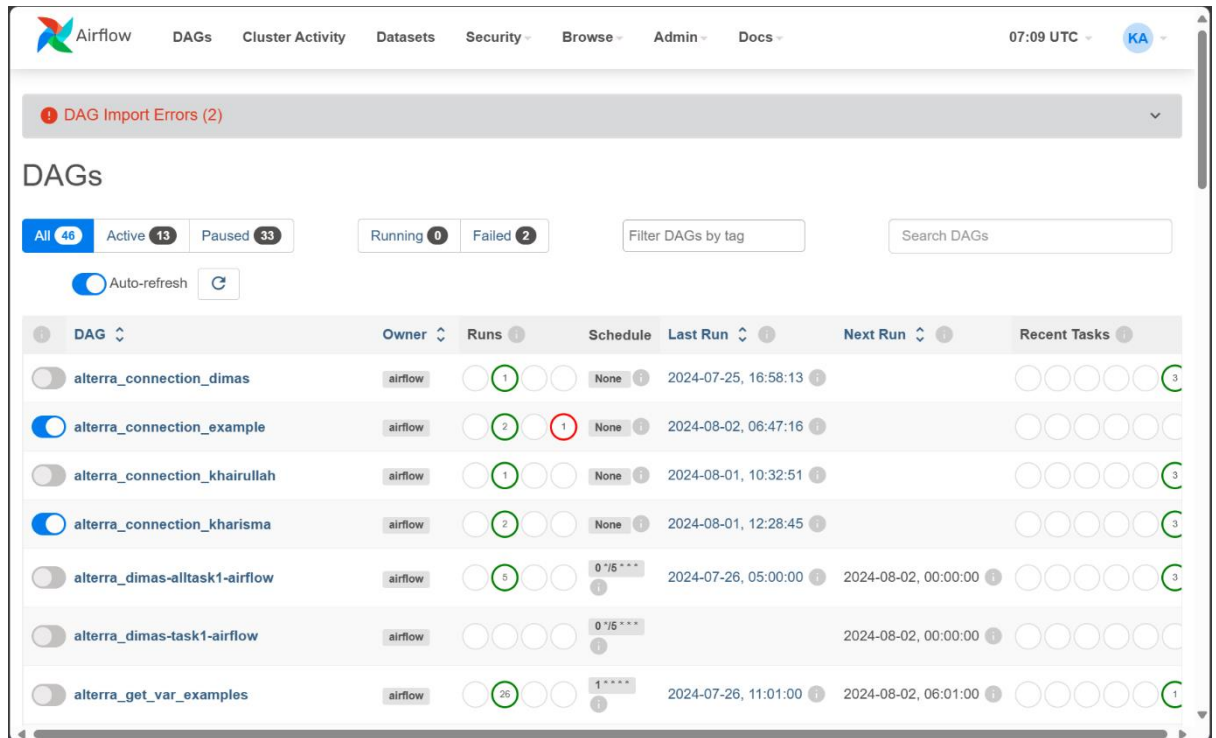 Airflow DAGs Cluster Activity Datasets Security Browse Admin Docs 07:09 UTC KA
DAG Import Errors (2)
DAGs
All 46 Active 13 Paused 33 Running 0 Failed 2 Filter DAGs by tag Search DAGs
Auto-refresh
DAG Owner Runs Schedule Last Run Next Run Recent Tasks
alterra_connection_dimas airflow 1 None 2024-07-25, 16:58:13 3
alterra_connection_example airflow 2 1 None 2024-08-02, 06:47:16
alterra_connection_khairullah airflow 1 None 2024-08-01, 10:32:51 3
alterra_connection_kharisma airflow 2 None 2024-08-01, 12:28:45 3
alterra_dimas-alltask1-airflow airflow 5 0 */5 * * * 2024-07-26, 05:00:00 2024-08-02, 00:00:00 3
alterra_dimas-task1-airflow airflow 0 */5 * * * 2024-08-02, 00:00:00
alterra_get_var_examples airflow 26 1 * * * * 2024-07-26, 11:01:00 2024-08-02, 06:01:00 1